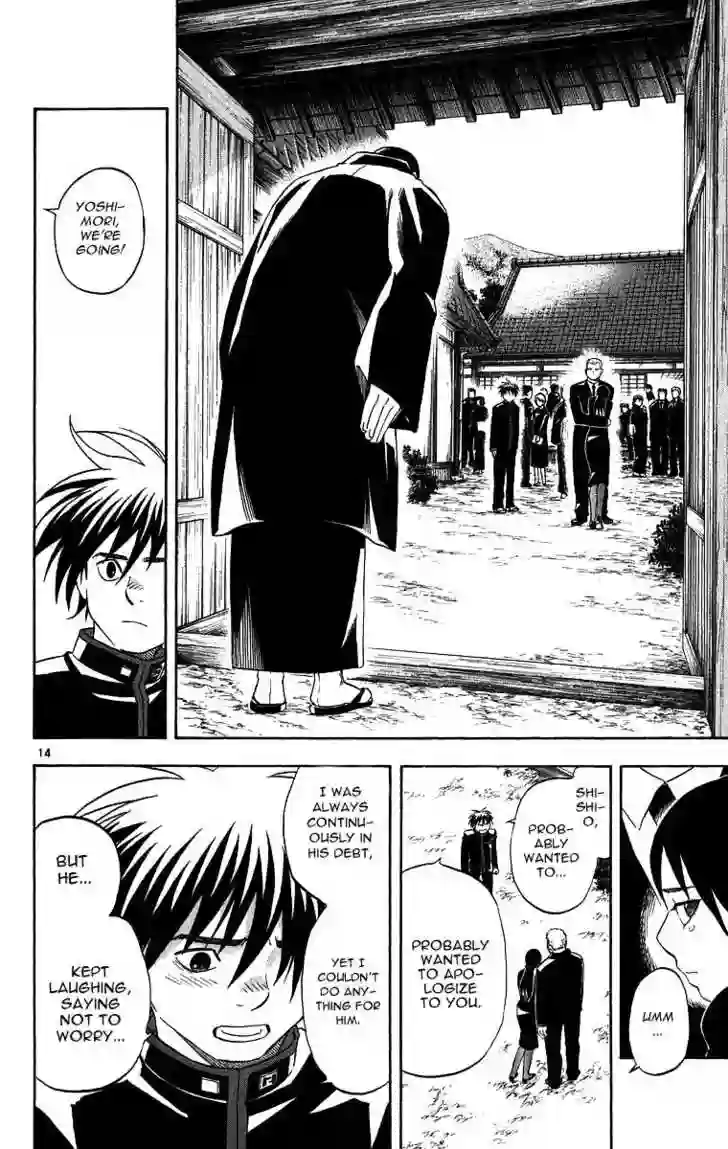 YOSHI-
MORI,
WE'RE
GOING!
14
UMM
...
SHI-
SHI-
O,
PROB-
ABLY
WANTED
TO...
PROBABLY
WANTED
TO APO-
LOGIZE
TO YOU.
I WAS
ALWAYS
CONTINU-
OUSLY IN
HIS DEBT,
YET I
COULDN'T
DO ANY-
THING FOR
HIM.
BUT
HE...
KEPT
LAUGHING,
SAYING
NOT TO
WORRY...